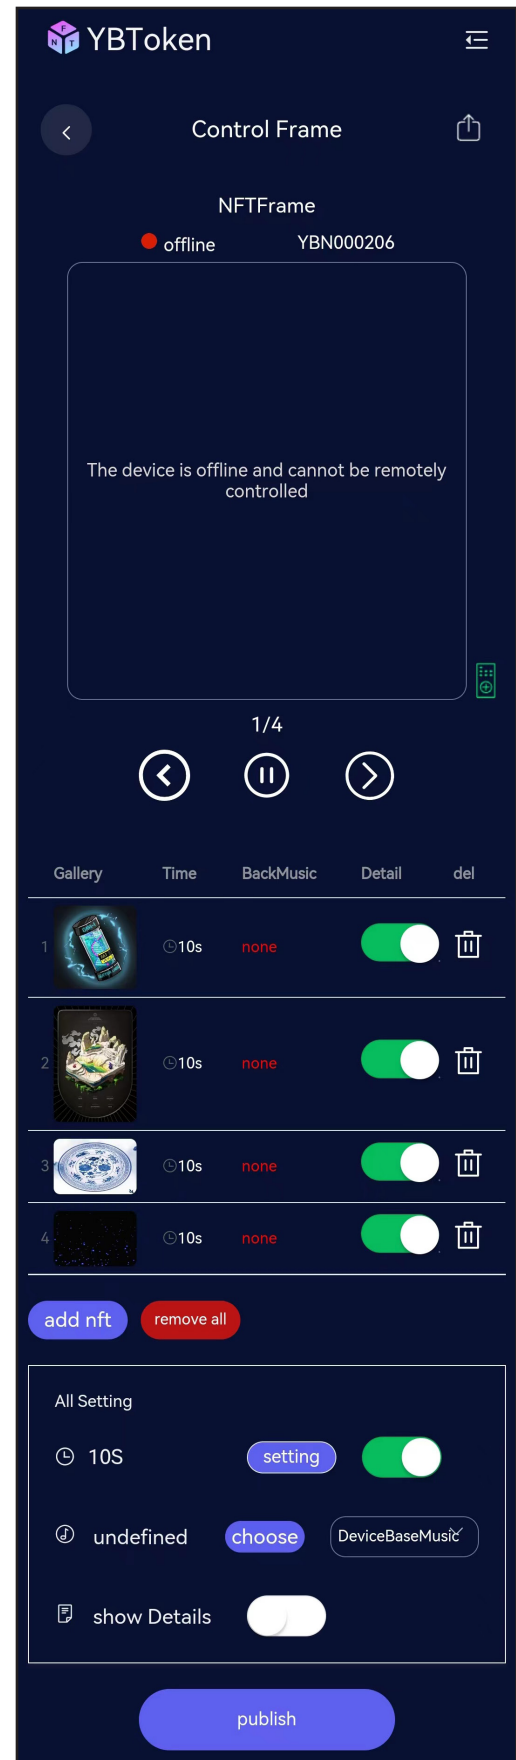 YBToken
Control Frame
NFTFrame
offline YBN000206
The device is offline and cannot be remotely
controlled
1/4
Gallery Time BackMusic Detail del
1 10s none
2 10s none
3 10s none
4 10s none
add nft remove all
All Setting
10S setting
undefined choose DeviceBaseMusic
show Details
publish